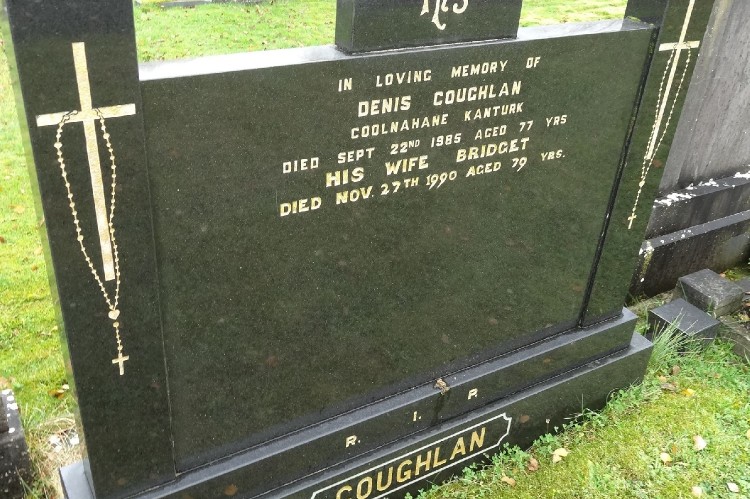 IHS
IN LOVING MEMORY OF
DENIS COUGHLAN
COOLNAHANE KANTURK
DIED SEPT 22ND 1985 AGED 77 YRS
HIS WIFE BRIDGET
DIED NOV. 27TH 1990 AGED 79 YRS.
R. I. R
COUGHLAN